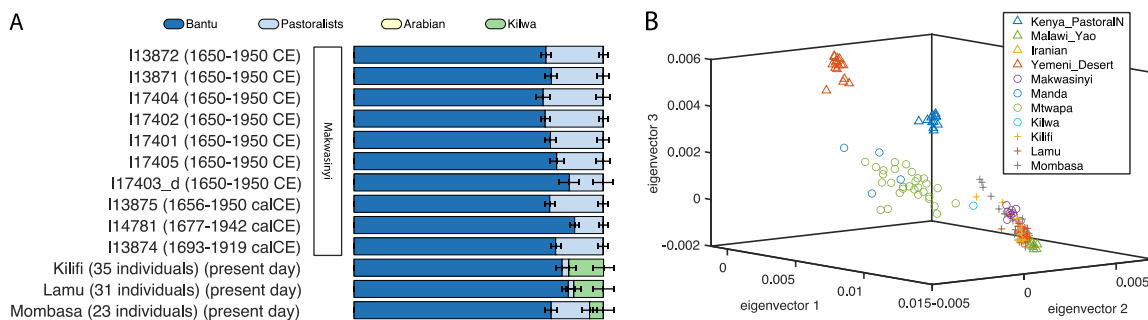 A
Bantu Pastoralists Arabian Kilwa
I13872 (1650-1950 CE)
I13871 (1650-1950 CE)
I17404 (1650-1950 CE)
I17402 (1650-1950 CE)
I17401 (1650-1950 CE)
I17405 (1650-1950 CE)
I17403_d (1650-1950 CE)
I13875 (1656-1950 calCE)
I14781 (1677-1942 calCE)
I13874 (1693-1919 calCE)
Makwasinyi
Kilifi (35 individuals) (present day)
Lamu (31 individuals) (present day)
Mombasa (23 individuals) (present day)
B
0.006
0.004
0.002
0
-0.002
eigenvector 3
0
0.005
0.01
0.015
eigenvector 1
-0.005
0
0.005
eigenvector 2
Kenya_PastoralN
Malawi_Yao
Iranian
Yemeni_Desert
Makwasinyi
Manda
Mtwapa
Kilwa
Kilifi
Lamu
Mombasa